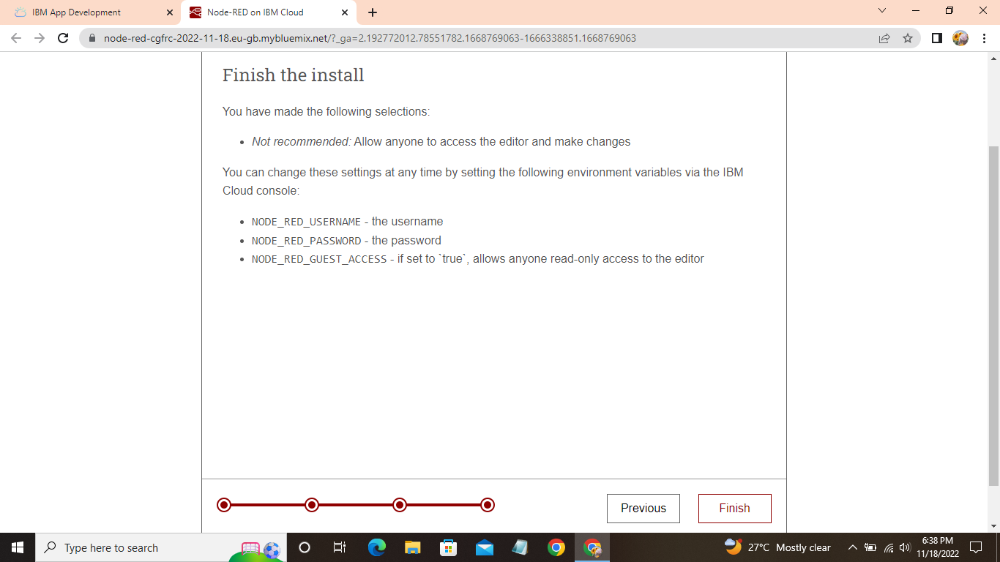 IBM App Development
Node-RED on IBM Cloud
node-red-cgfrc-2022-11-18.eu-gb.mybluemix.net/?_ga=2.192772012.78551782.1668769063-1666338851.1668769063
Finish the install
You have made the following selections:
Not recommended: Allow anyone to access the editor and make changes
You can change these settings at any time by setting the following environment variables via the IBM
Cloud console:
NODE_RED_USERNAME - the username
NODE_RED_PASSWORD - the password
NODE_RED_GUEST_ACCESS - if set to `true`, allows anyone read-only access to the editor
Previous
Finish
Type here to search
27°C Mostly clear
6:38 PM
11/18/2022